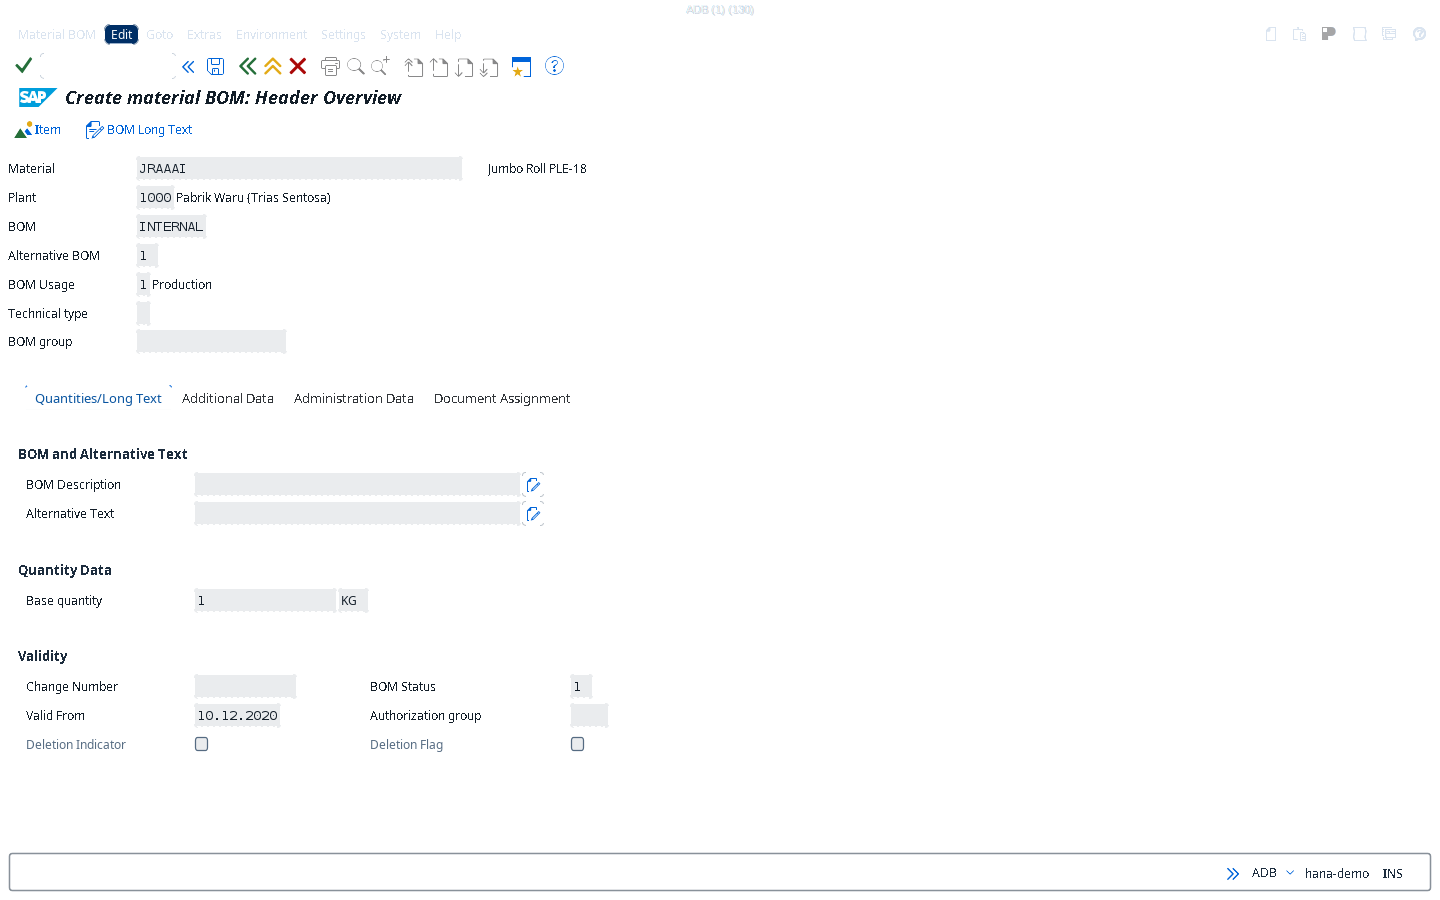 ADB (1) (130)
Material BOM Edit Goto Extras Environment Settings System Help
SAP Create material BOM: Header Overview
Item BOM Long Text
Material JRAAAI Jumbo Roll PLE-18
Plant 1000 Pabrik Waru (Trias Sentosa)
BOM INTERNAL
Alternative BOM 1
BOM Usage 1 Production
Technical type
BOM group
Quantities/Long Text Additional Data Administration Data Document Assignment
BOM and Alternative Text
BOM Description
Alternative Text
Quantity Data
Base quantity 1 KG
Validity
Change Number BOM Status 1
Valid From 10.12.2020 Authorization group
Deletion Indicator Deletion Flag
ADB hana-demo INS